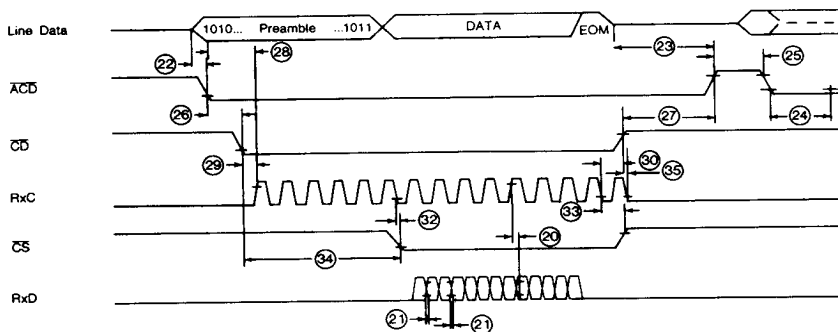 Line Data
1010... Preamble ...1011
DATA
EOM
22
28
23
25
ACD
26
27
24
CD
29
30
35
RxC
32
33
20
CS
34
RxD
21
21